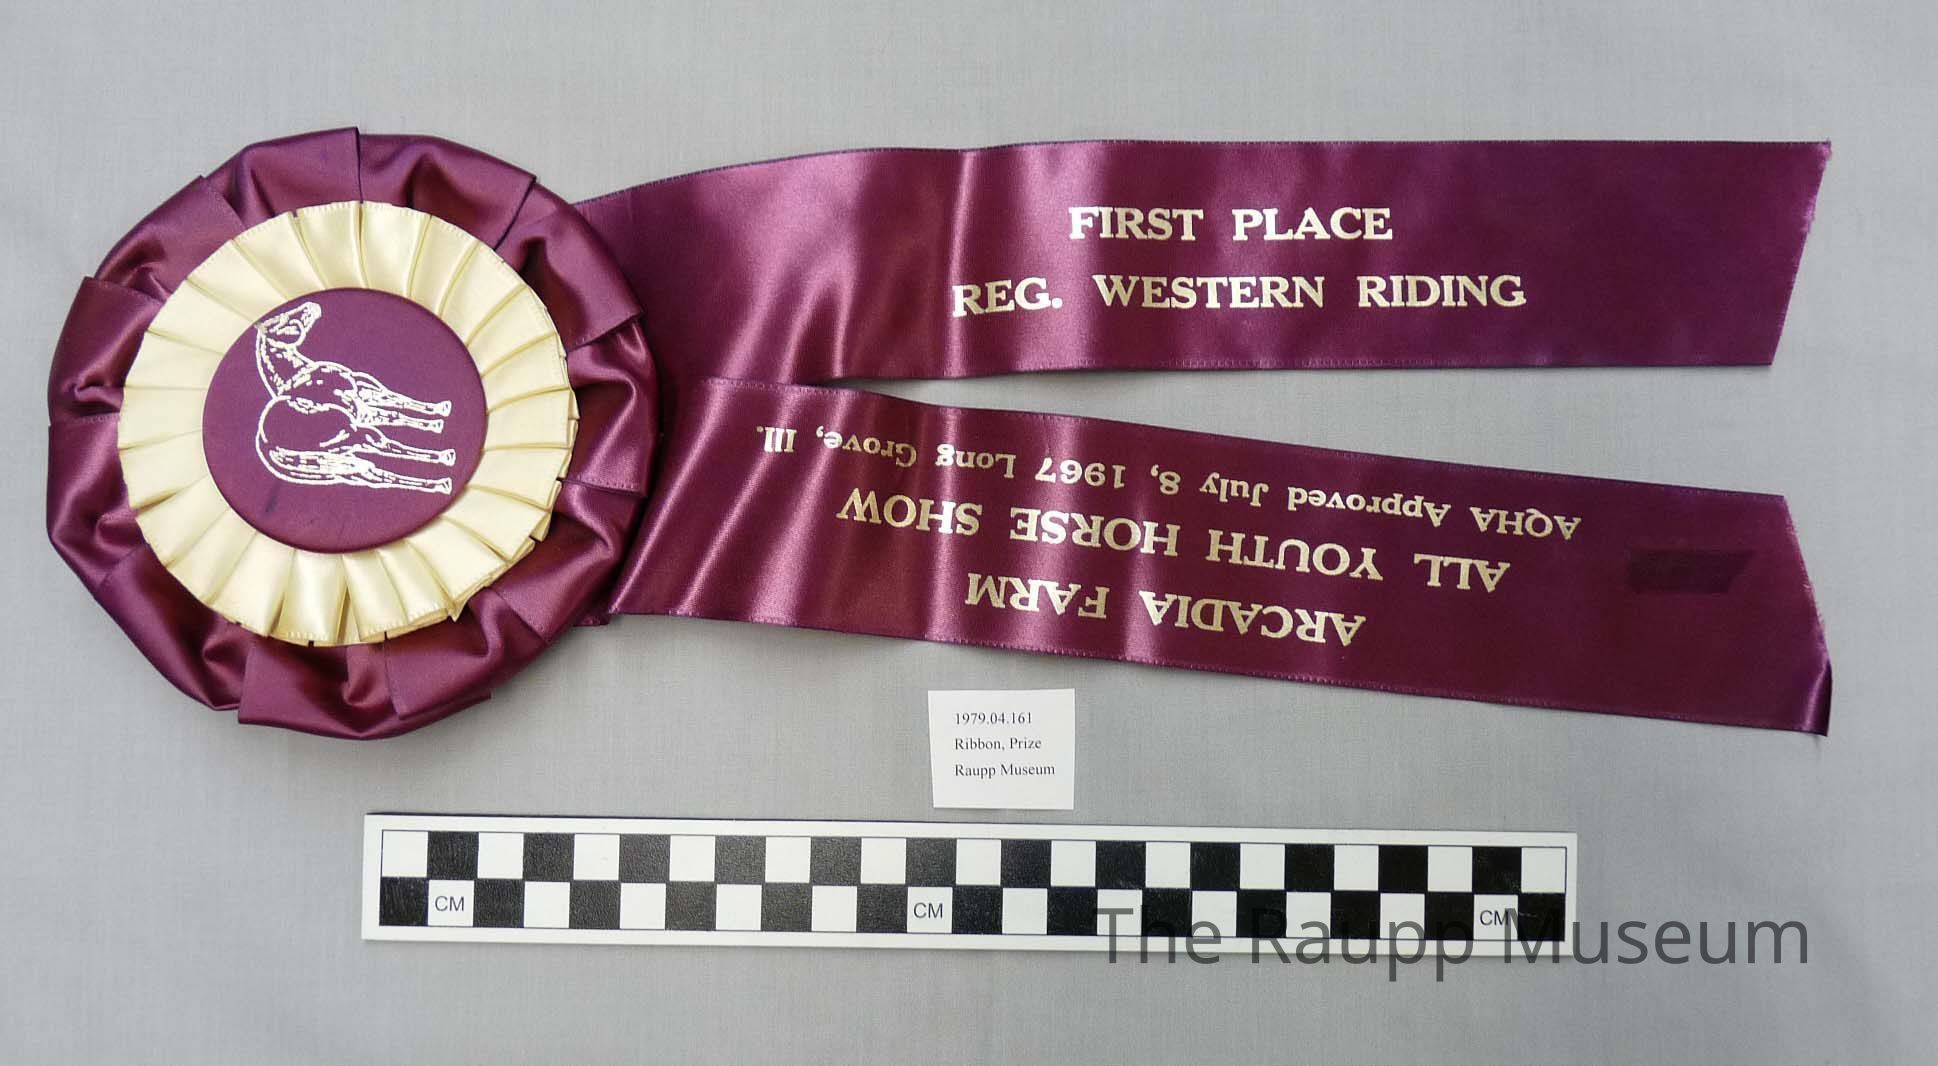 FIRST PLACE
REG. WESTERN RIDING
ARCADIA FARM
ALL YOUTH HORSE SHOW
AQHA Approved July 8, 1967 Long Grove, Ill.
1979.04.161
Ribbon, Prize
Raupp Museum
CM CM CM
The Raupp Museum